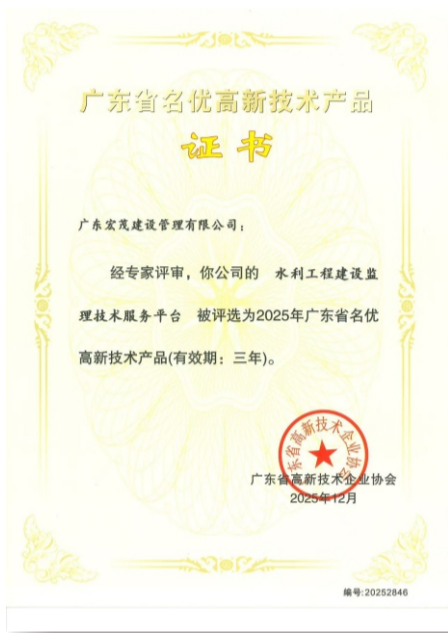 广东省名优高新技术产品
证书
广东宏茂建设管理有限公司：
经专家评审，你公司的 水利工程建设监
理技术服务平台 被评选为2025年广东省名优
高新技术产品(有效期：三年)。
广东省高新技术企业协会
广东省高新技术企业协会
2025年12月
编号:20252846